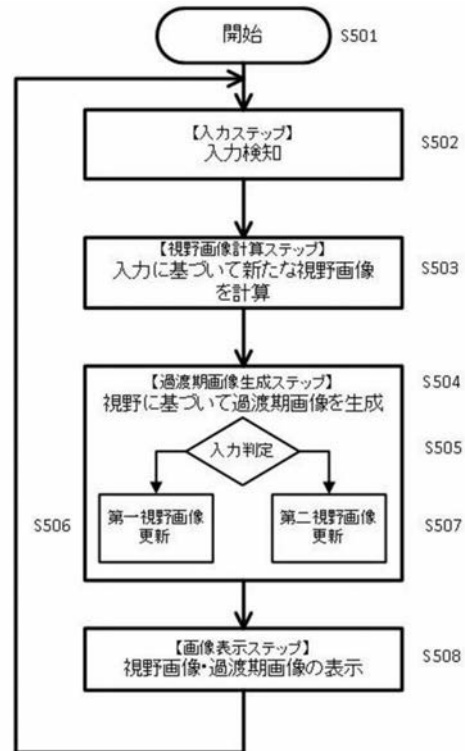 開始
S501
【入力ステップ】
入力検知
S502
【視野画像計算ステップ】
入力に基づいて新たな視野画像
を計算
S503
【過渡期画像生成ステップ】
視野に基づいて過渡期画像を生成
S504
入力判定
S505
S506
第一視野画像
更新
第二視野画像
更新
S507
【画像表示ステップ】
視野画像・過渡期画像の表示
S508